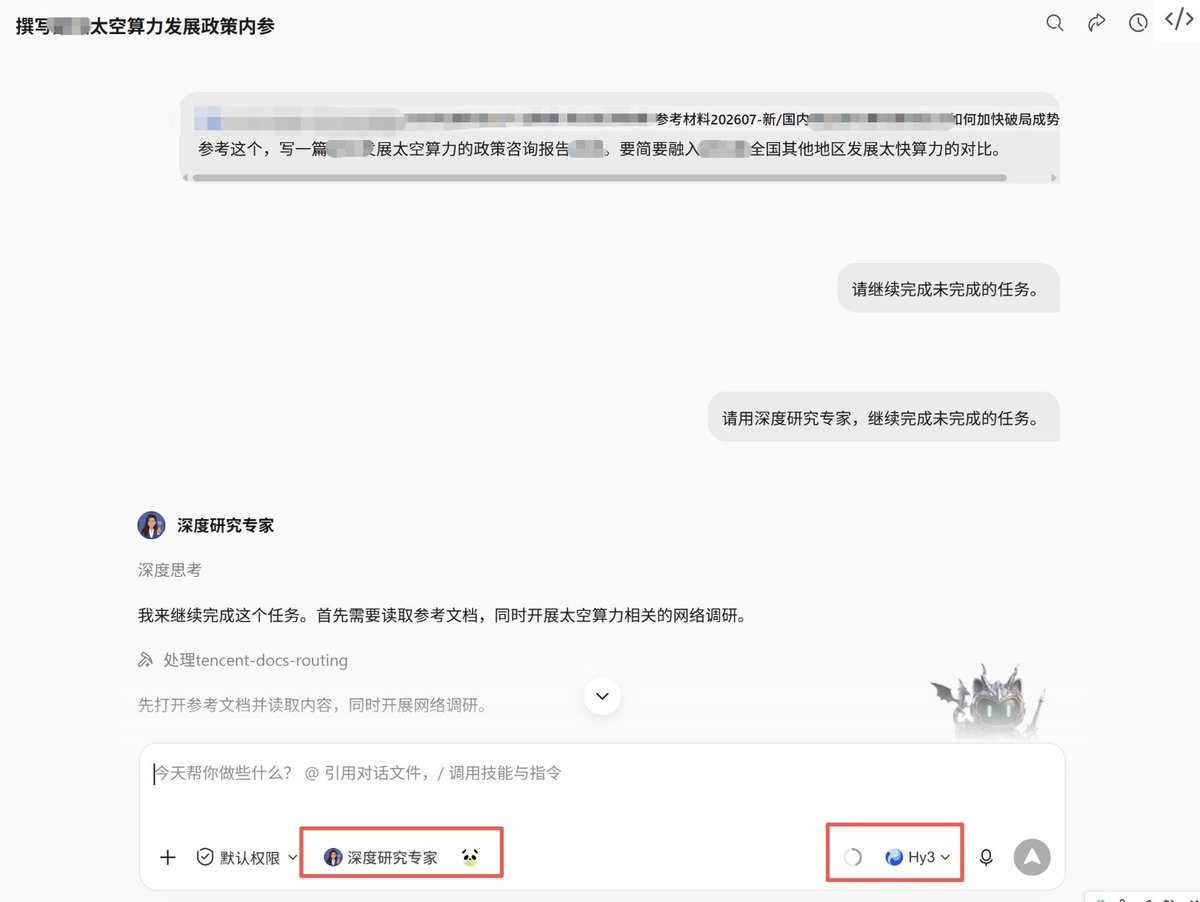 撰写太空算力发展政策内参
参考材料202607-新/国内如何加快破局成势
参考这个，写一篇发展太空算力的政策咨询报告。要简要融入全国其他地区发展太快算力的对比。
请继续完成未完成的任务。
请用深度研究专家，继续完成未完成的任务。
深度研究专家
深度思考
我来继续完成这个任务。首先需要读取参考文档，同时开展太空算力相关的网络调研。
处理tencent-docs-routing
先打开参考文档并读取内容，同时开展网络调研。
今天帮你做些什么？ @ 引用对话文件，/ 调用技能与指令
默认权限 深度研究专家 Hy3